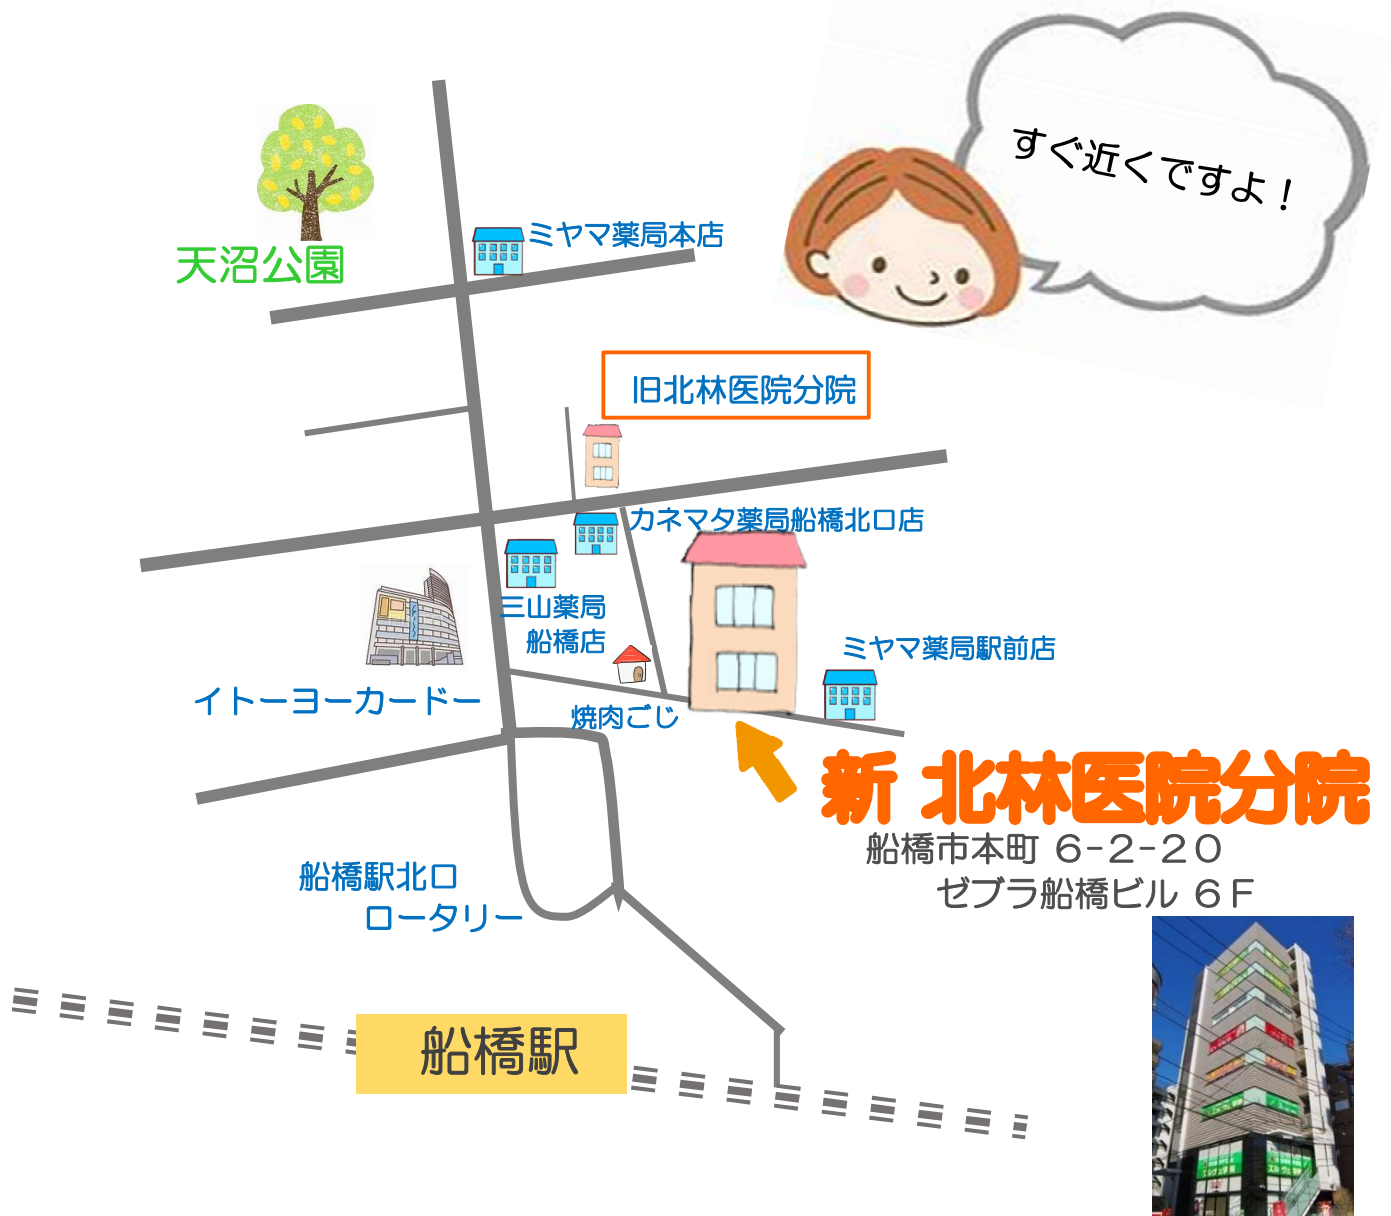 すぐ近くですよ！
天沼公園
ミヤマ薬局本店
旧北林医院分院
カネマタ薬局船橋北口店
三山薬局
船橋店
ミヤマ薬局駅前店
イトーヨーカードー
焼肉ごじ
新 北林医院分院
船橋市本町 6-2-20
ゼブラ船橋ビル 6F
船橋駅北口
ロータリー
船橋駅